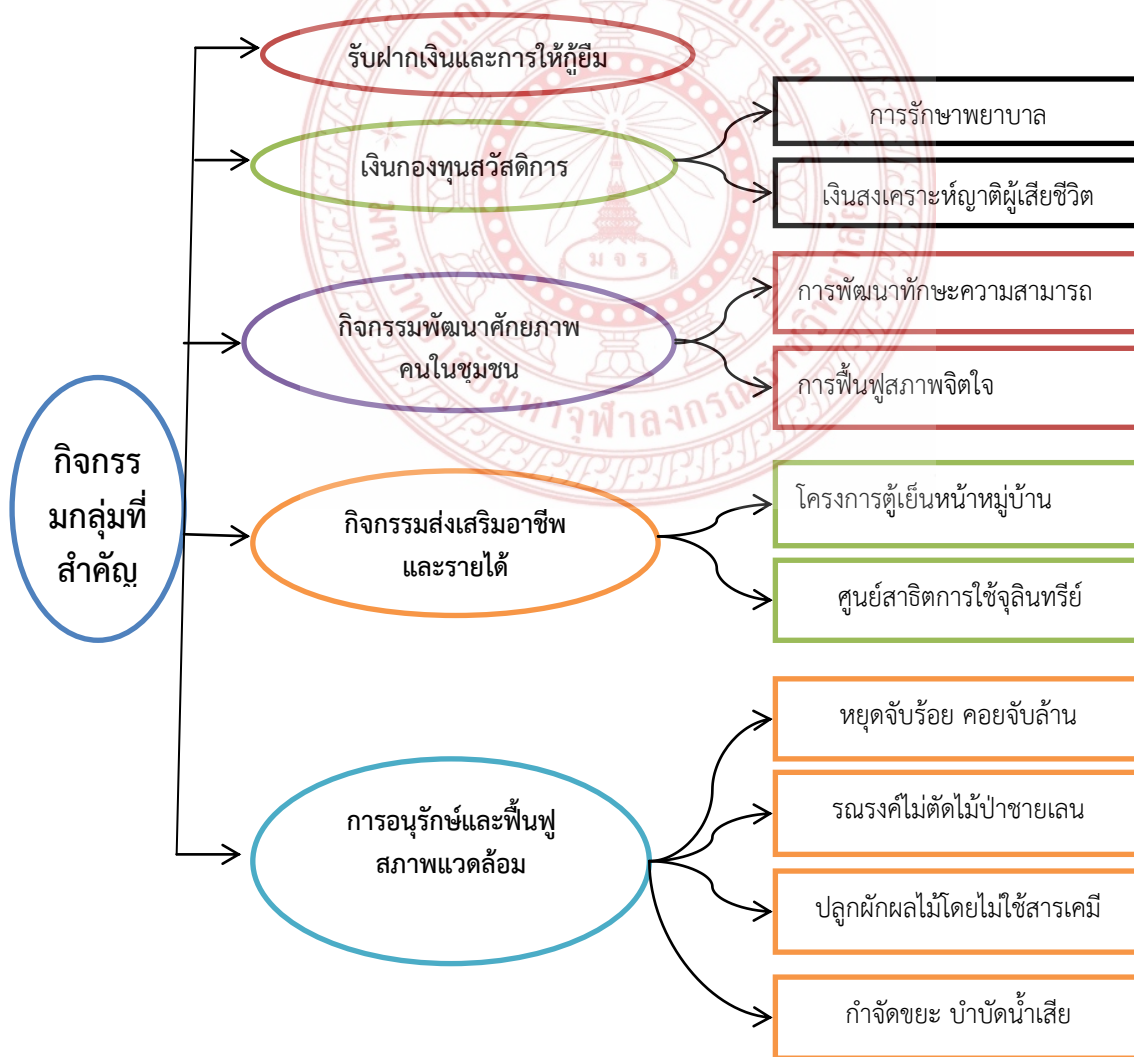 รับฝากเงินและการให้กู้ยืม
เงินกองทุนสวัสดิการ
การรักษาพยาบาล
เงินสงเคราะห์ญาติผู้เสียชีวิต
กิจกรรมพัฒนาศักยภาพ
คนในชุมชน
การพัฒนาทักษะความสามารถ
การฟื้นฟูสภาพจิตใจ
กิจกรร
มกลุ่มที่
สำคัญ
กิจกรรมส่งเสริมอาชีพ
และรายได้
โครงการตู้เย็นหน้าหมู่บ้าน
ศูนย์สาธิตการใช้จุลินทรีย์
การอนุรักษ์และฟื้นฟู
สภาพแวดล้อม
หยุดจับร้อย คอยจับล้าน
รณรงค์ไม่ตัดไม้ป่าชายเลน
ปลูกผักผลไม้โดยไม่ใช้สารเคมี
กำจัดขยะ บำบัดน้ำเสีย
ม จ ร